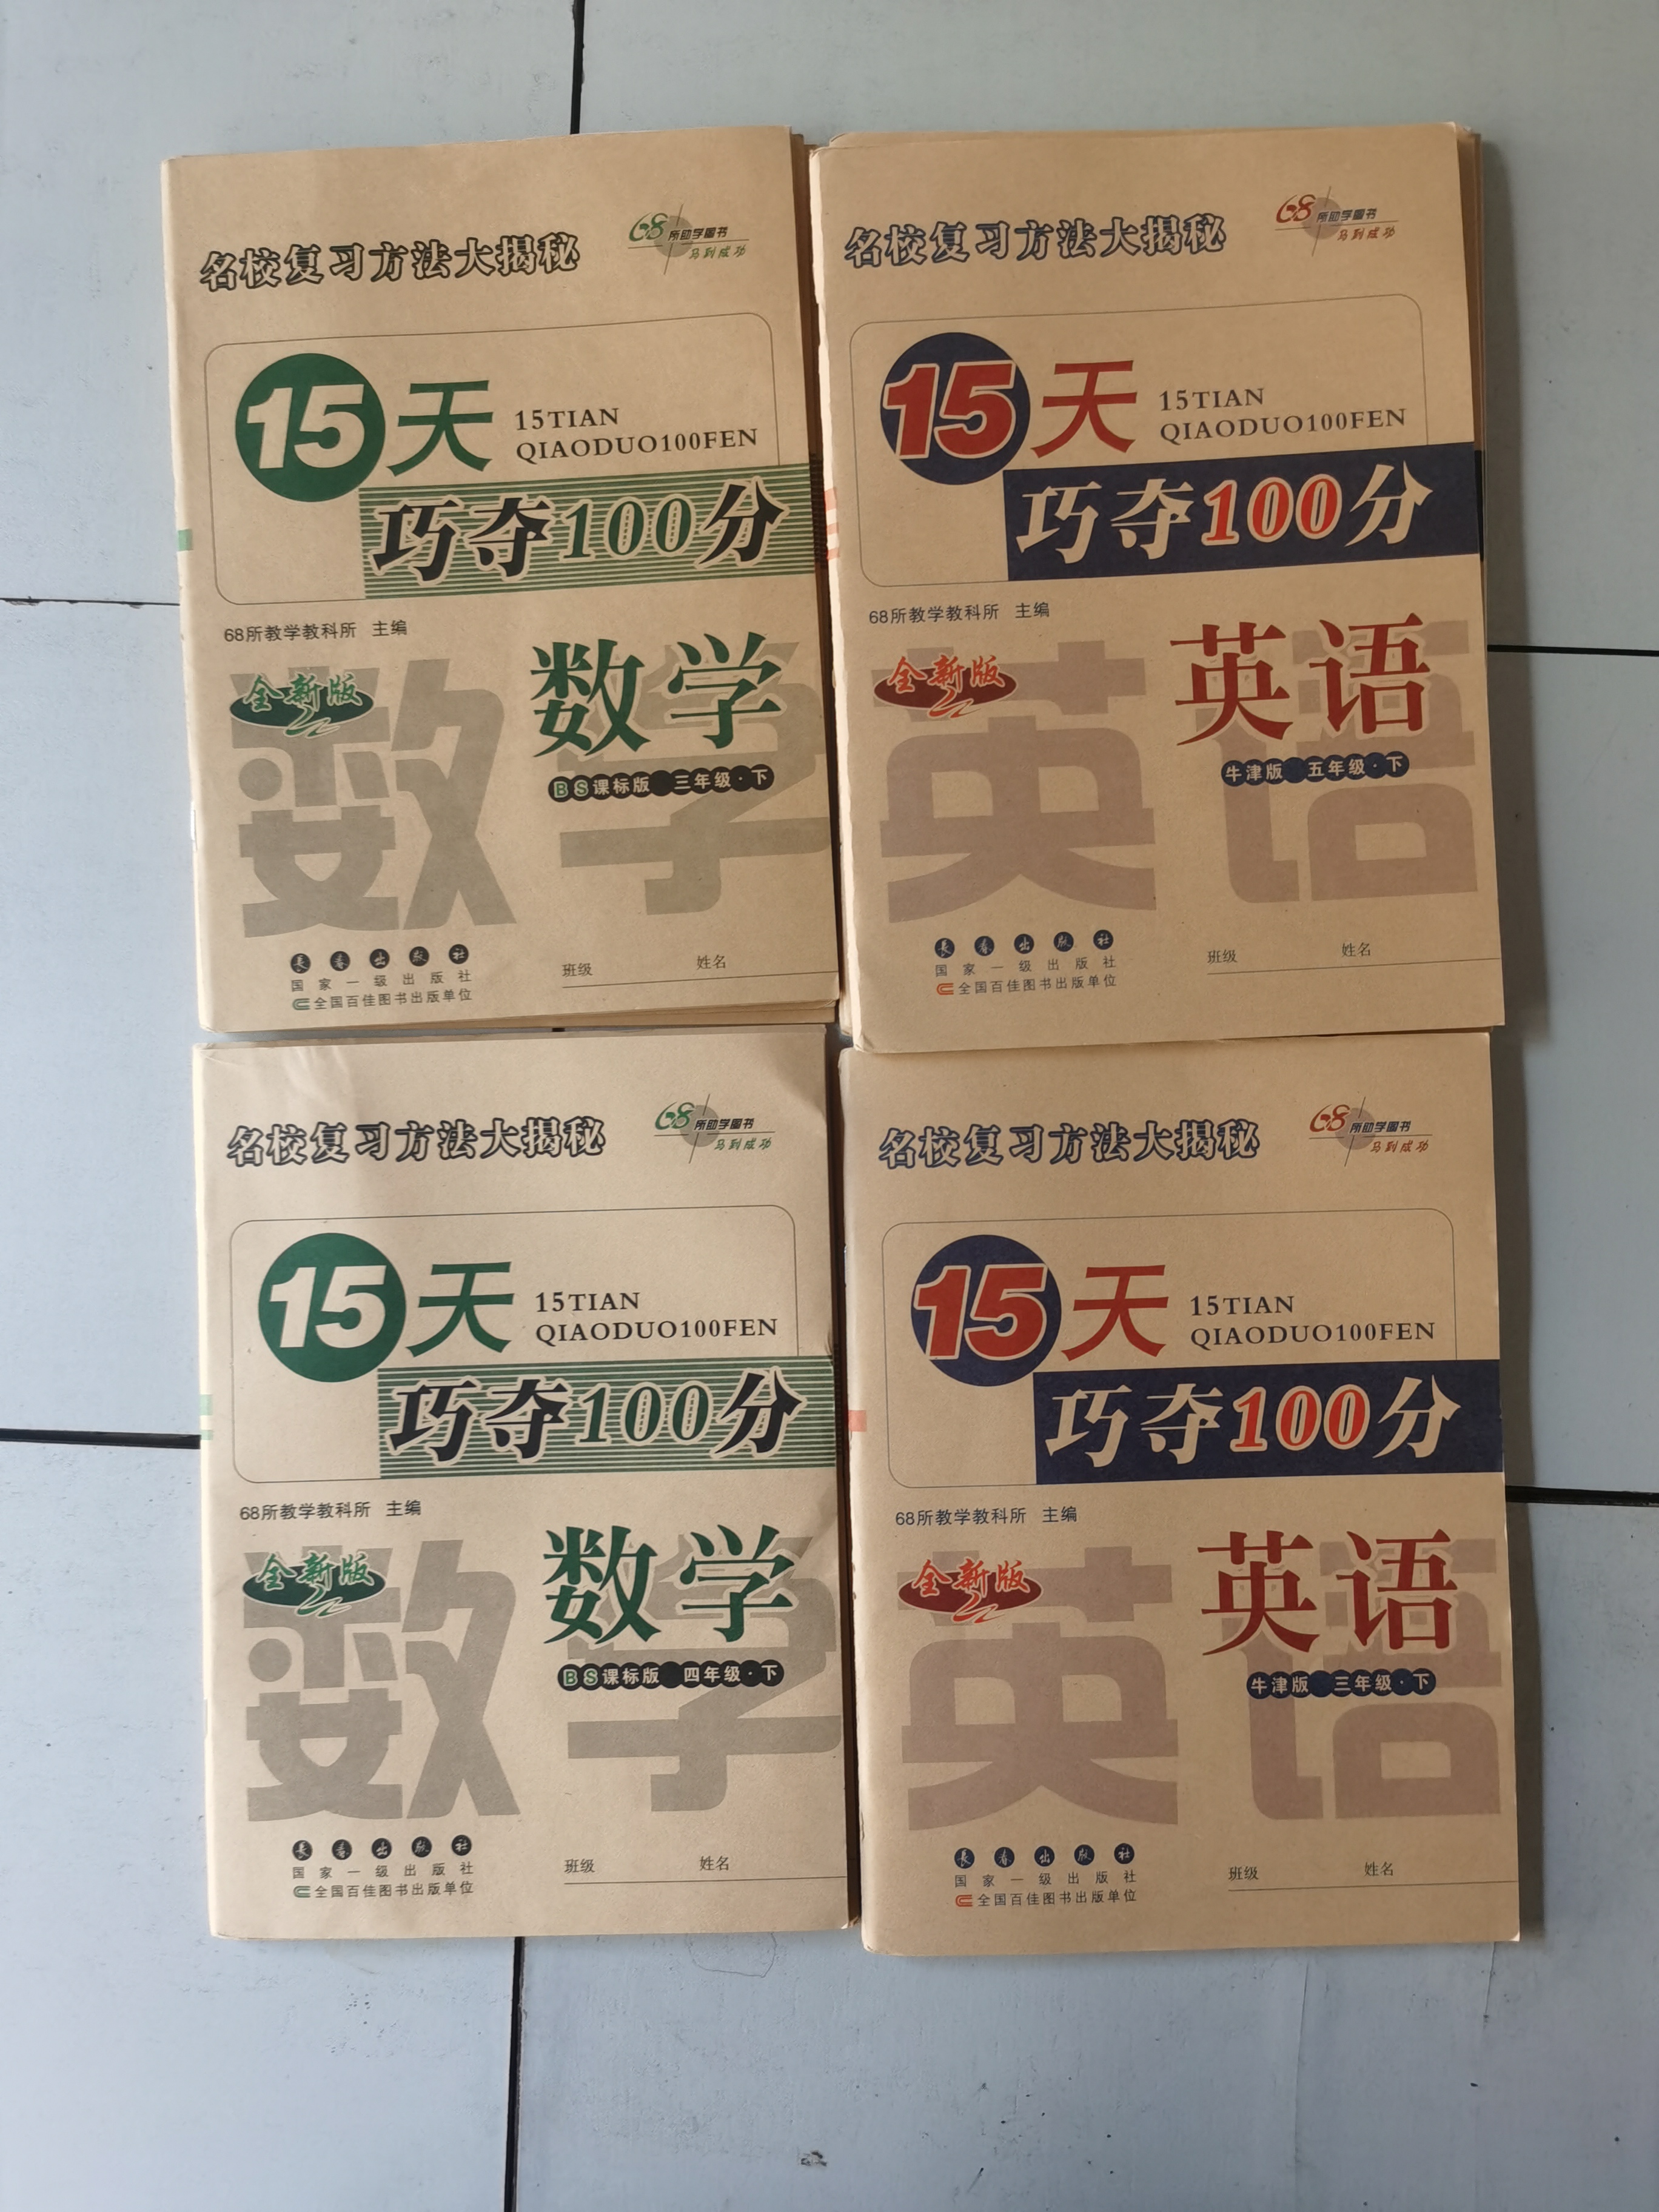 68所助学图书
马到成功
名校复习方法大揭秘
15天
15TIAN
QIAODUO100FEN
巧夺100分
68所教学教科所 主编
全新版
数学
数学
BS课标版 三年级·下
长春出版社
国家一级出版社
全国百佳图书出版单位
班级 姓名
68所助学图书
马到成功
名校复习方法大揭秘
15天
15TIAN
QIAODUO100FEN
巧夺100分
68所教学教科所 主编
全新版
英语
英语
牛津版 五年级·下
长春出版社
国家一级出版社
全国百佳图书出版单位
班级 姓名
68所助学图书
马到成功
名校复习方法大揭秘
15天
15TIAN
QIAODUO100FEN
巧夺100分
68所教学教科所 主编
全新版
数学
数学
BS课标版 四年级·下
长春出版社
国家一级出版社
全国百佳图书出版单位
班级 姓名
68所助学图书
马到成功
名校复习方法大揭秘
15天
15TIAN
QIAODUO100FEN
巧夺100分
68所教学教科所 主编
全新版
英语
英语
牛津版 三年级·下
长春出版社
国家一级出版社
全国百佳图书出版单位
班级 姓名